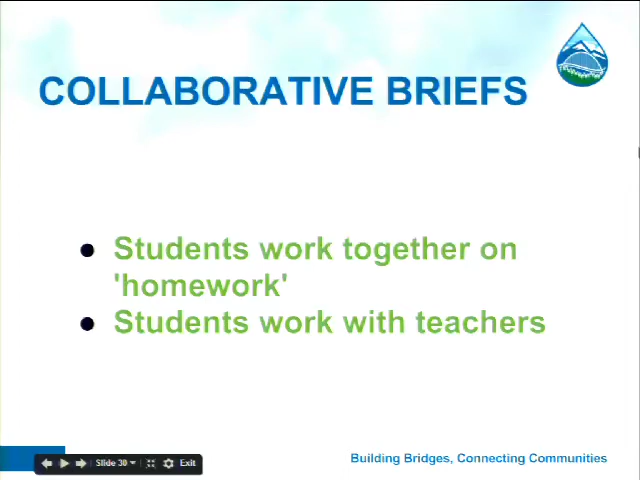 COLLABORATIVE BRIEFS
● Students work together on
'homework'
● Students work with teachers
Slide 30
Exit
Building Bridges, Connecting Communities